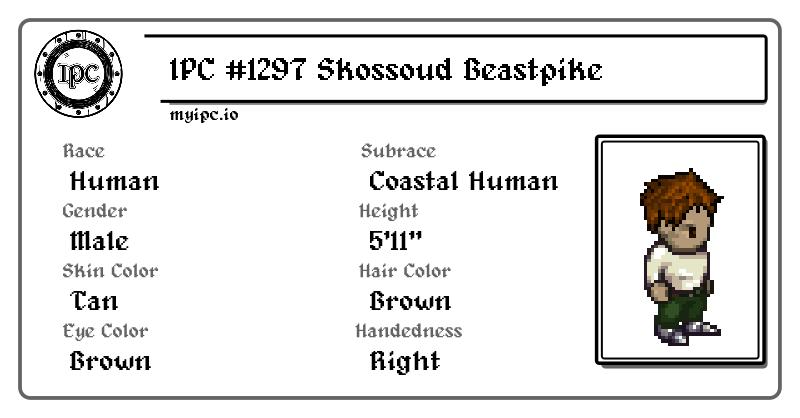 IPC
IPC #1297 Skossoud Beastpike
myipc.io
Race
Subrace
Human
Coastal Human
Gender
Height
Male
5'11"
Skin Color
Hair Color
Tan
Brown
Eye Color
Handedness
Brown
Right